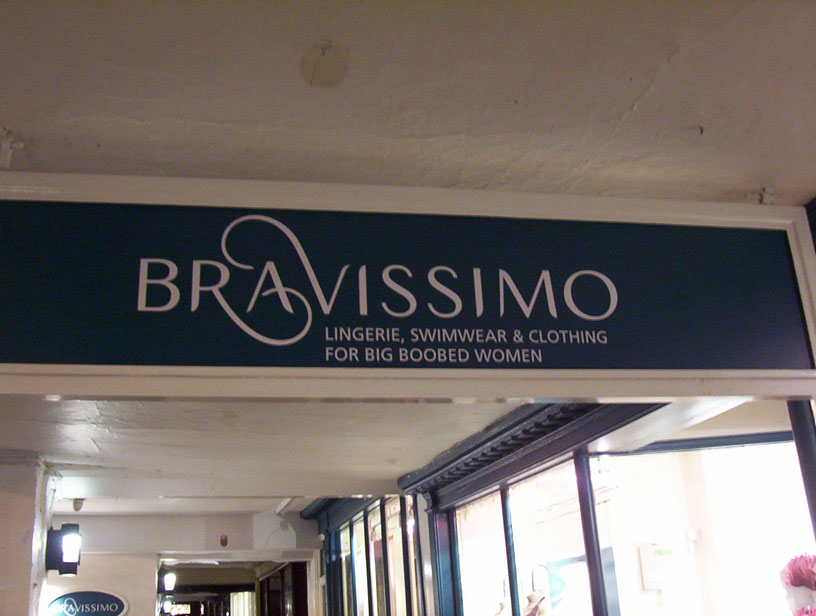 BRAVISSIMO
LINGERIE, SWIMWEAR & CLOTHING
FOR BIG BOOBED WOMEN
BRAVISSIMO